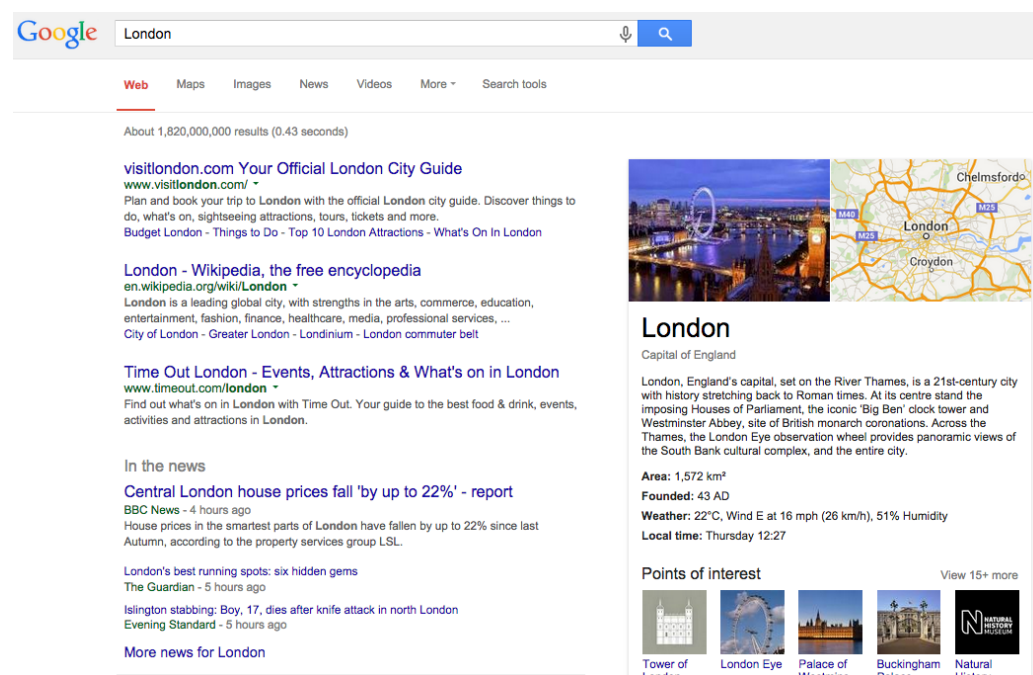 Google
London
Web Maps Images News Videos More Search tools
About 1,820,000,000 results (0.43 seconds)
visitlondon.com Your Official London City Guide
www.visitlondon.com/
Plan and book your trip to London with the official London city guide. Discover things to
do, what's on, sightseeing attractions, tours, tickets and more.
Budget London - Things to Do - Top 10 London Attractions - What's On In London
London - Wikipedia, the free encyclopedia
en.wikipedia.org/wiki/London
London is a leading global city, with strengths in the arts, commerce, education,
entertainment, fashion, finance, healthcare, media, professional services, ...
City of London - Greater London - Londinium - London commuter belt
Time Out London - Events, Attractions & What's on in London
www.timeout.com/london
Find out what's on in London with Time Out. Your guide to the best food & drink, events,
activities and attractions in London.
In the news
Central London house prices fall 'by up to 22%' - report
BBC News - 4 hours ago
House prices in the smartest parts of London have fallen by up to 22% since last
Autumn, according to the property services group LSL.
London's best running spots: six hidden gems
The Guardian - 5 hours ago
Islington stabbing: Boy, 17, dies after knife attack in north London
Evening Standard - 5 hours ago
More news for London
Chelmsford
M40
M25
London
M25
Croydon
London
Capital of England
London, England's capital, set on the River Thames, is a 21st-century city
with history stretching back to Roman times. At its centre stand the
imposing Houses of Parliament, the iconic 'Big Ben' clock tower and
Westminster Abbey, site of British monarch coronations. Across the
Thames, the London Eye observation wheel provides panoramic views of
the South Bank cultural complex, and the entire city.
Area: 1,572 km²
Founded: 43 AD
Weather: 22°C, Wind E at 16 mph (26 km/h), 51% Humidity
Local time: Thursday 12:27
Points of interest View 15+ more
N NATURAL
HISTORY
MUSEUM
Tower of London Eye Palace of Buckingham Natural